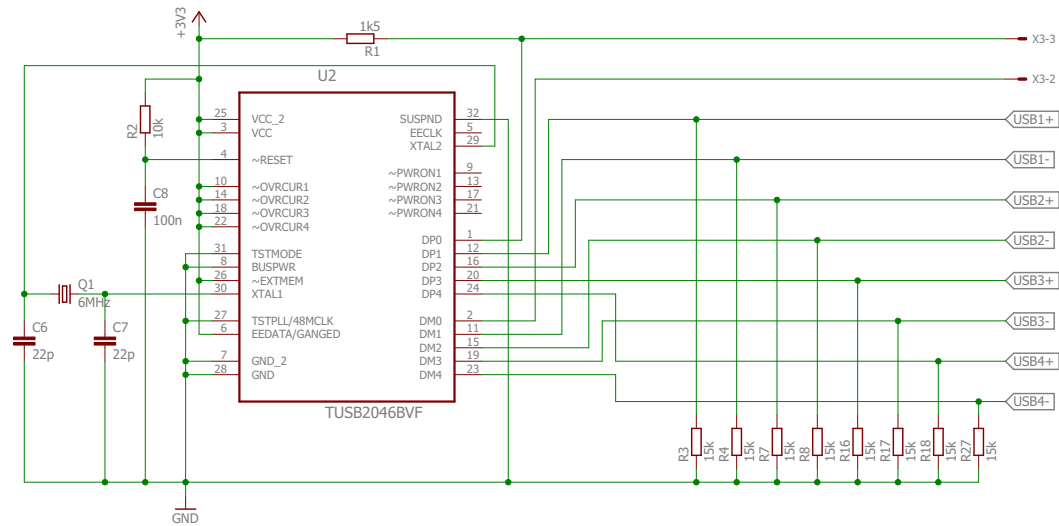 +3V3
1k5
R1
X3-3
U2
X3-2
R2
10k
25 VCC_2 SUSPND 32
3 VCC EECLK 5
XTAL2 29
4 ~RESET
~PWRON1 9
10 ~OVRCUR1 ~PWRON2 13
14 ~OVRCUR2 ~PWRON3 17
18 ~OVRCUR3 ~PWRON4 21
22 ~OVRCUR4
DP0 1
31 TSTMODE DP1 12
8 BUSPWR DP2 16
26 ~EXTMEM DP3 20
30 XTAL1 DP4 24
27 TSTPLL/48MCLK DM0 2
6 EEDATA/GANGED DM1 11
DM2 15
7 GND_2 DM3 19
28 GND DM4 23
TUSB2046BVF
C8
100n
Q1
6MHz
C6
22p
C7
22p
USB1+
USB1-
USB2+
USB2-
USB3+
USB3-
USB4+
USB4-
R3 15k
R4 15k
R7 15k
R8 15k
R16 15k
R17 15k
R18 15k
R27 15k
GND